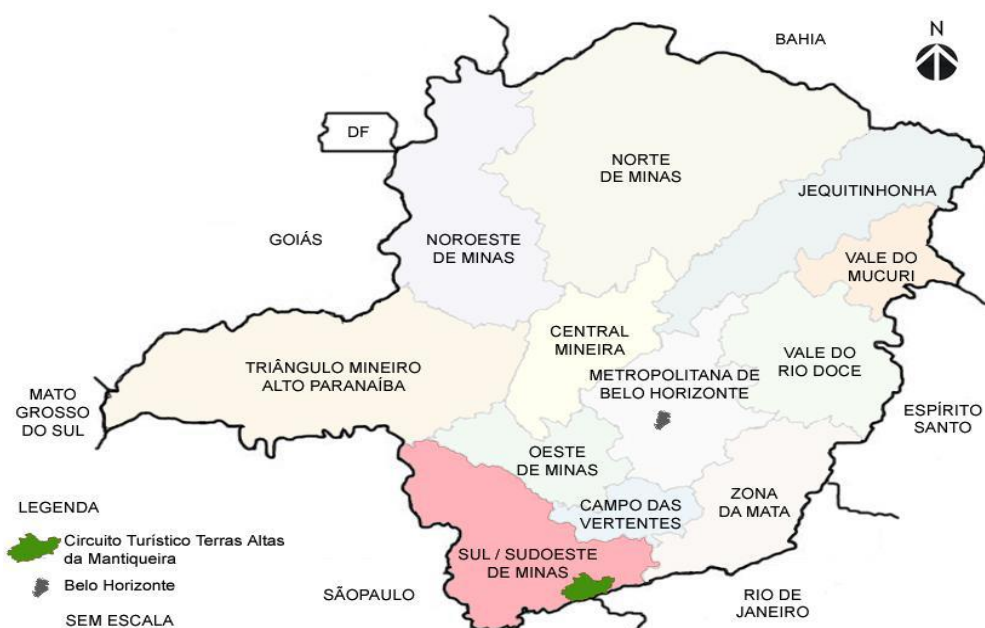 N
BAHIA
DF
NORTE
DE MINAS
JEQUITINHONHA
GOIÁS
NOROESTE
DE MINAS
VALE DO
MUCURI
CENTRAL
MINEIRA
TRIÂNGULO MINEIRO
ALTO PARANAÍBA
VALE DO
RIO DOCE
METROPOLITANA DE
BELO HORIZONTE
MATO
GROSSO
DO SUL
ESPÍRITO
SANTO
OESTE
DE MINAS
ZONA
DA MATA
CAMPO DAS
VERTENTES
LEGENDA
Circuito Turístico Terras Altas
da Mantiqueira
Belo Horizonte
SEM ESCALA
SUL / SUDOESTE
DE MINAS
SÃOPAULO
RIO DE
JANEIRO